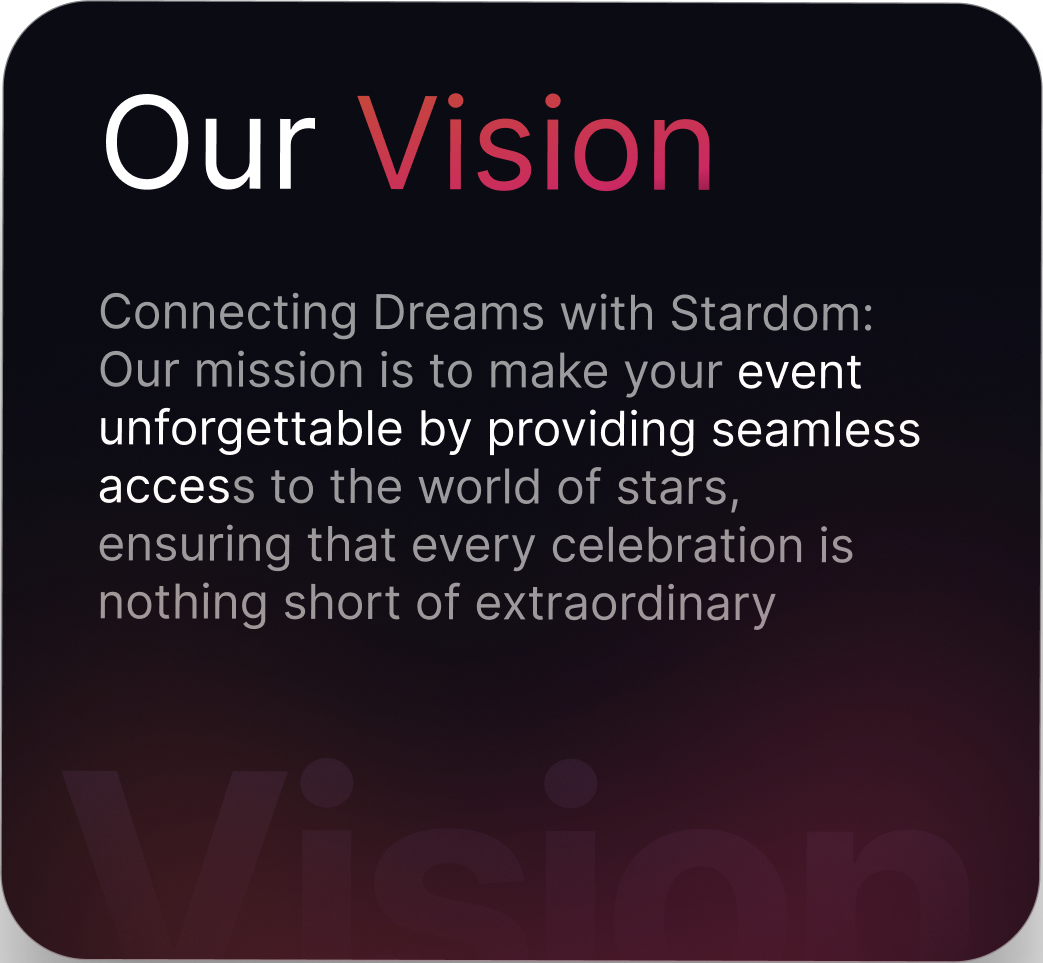 Our Vision
Connecting Dreams with Stardom:
Our mission is to make your event
unforgettable by providing seamless
access to the world of stars,
ensuring that every celebration is
nothing short of extraordinary
Vision